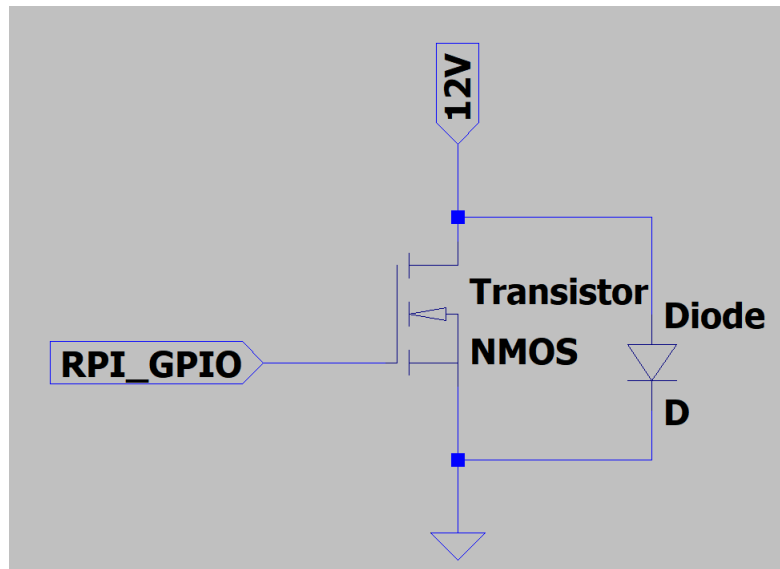 12V
Transistor
Diode
NMOS
RPI_GPIO
D